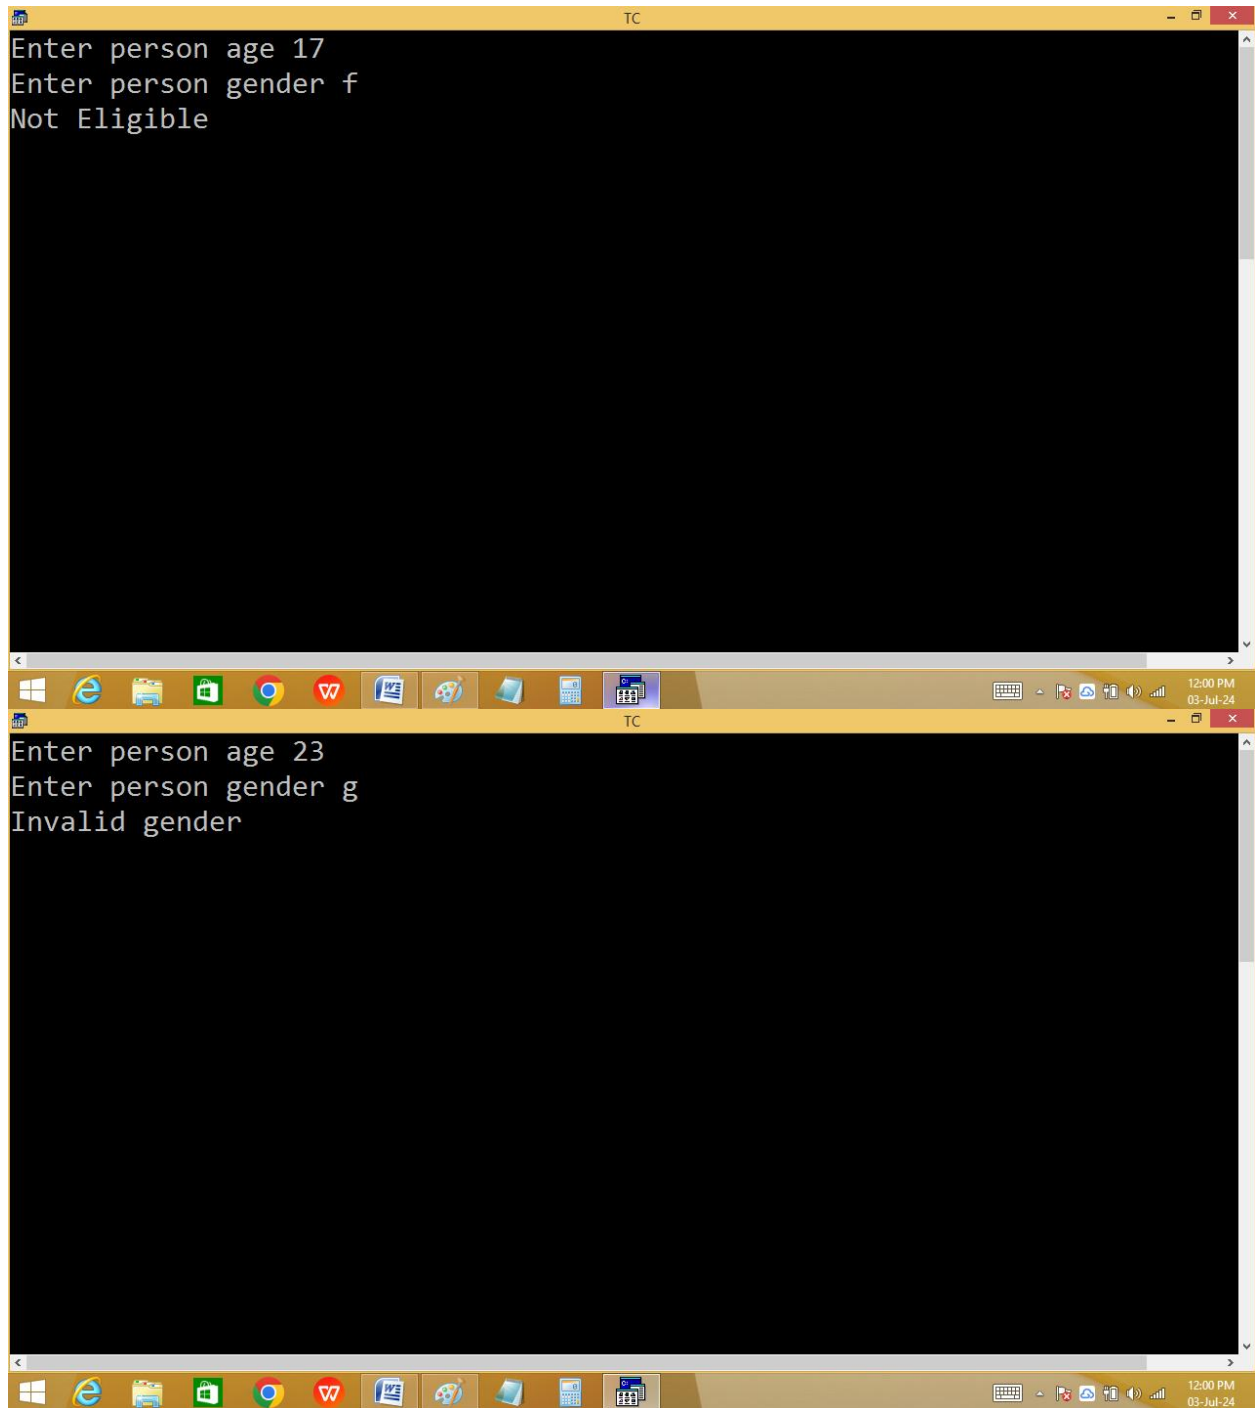 TC
Enter person age 17
Enter person gender f
Not Eligible
12:00 PM
03-Jul-24
TC
Enter person age 23
Enter person gender g
Invalid gender
12:00 PM
03-Jul-24